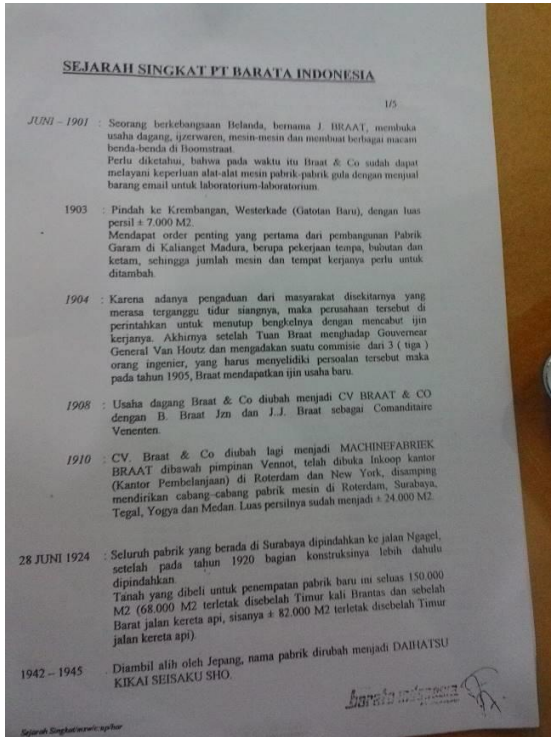 SEJARAH SINGKAT PT BARATA INDONESIA
1/5
JUNI – 1901 : Seorang berkebangsaan Belanda, bernama J. BRAAT, membuka
usaha dagang, ijzerwaren, mesin-mesin dan membuat berbagai macam
benda-benda di Boomstraat.
Perlu diketahui, bahwa pada waktu itu Braat & Co sudah dapat
melayani keperluan alat-alat mesin pabrik-pabrik gula dengan menjual
barang email untuk laboratorium-laboratorium.
1903 : Pindah ke Krembangan, Westerkade (Gatotan Baru), dengan luas
persil ± 7.000 M2.
Mendapat order penting yang pertama dari pembangunan Pabrik
Garam di Kalianget Madura, berupa pekerjaan tempa, bubutan dan
ketam, sehingga jumlah mesin dan tempat kerjanya perlu untuk
ditambah.
1904 : Karena adanya pengaduan dari masyarakat disekitarnya yang
merasa terganggu tidur siangnya, maka perusahaan tersebut di
perintahkan untuk menutup bengkelnya dengan mencabut ijin
kerjanya. Akhirnya setelah Tuan Braat menghadap Gouvernear
General Van Houtz dan mengadakan suatu commisie dari 3 ( tiga )
orang ingenier, yang harus menyelidiki persoalan tersebut maka
pada tahun 1905, Braat mendapatkan ijin usaha baru.
1908 : Usaha dagang Braat & Co diubah menjadi CV BRAAT & CO
dengan B. Braat Jzn dan J.J. Braat sebagai Comanditaire
Venenten.
1910 : CV. Braat & Co diubah lagi menjadi MACHINEFABRIEK
BRAAT dibawah pimpinan Vennot, telah dibuka Inkoop kantor
(Kantor Pembelanjaan) di Roterdam dan New York, disamping
mendirikan cabang-cabang pabrik mesin di Roterdam, Surabaya,
Tegal, Yogya dan Medan. Luas persilnya sudah menjadi ± 24.000 M2.
28 JUNI 1924 : Seluruh pabrik yang berada di Surabaya dipindahkan ke jalan Ngagel,
setelah pada tahun 1920 bagian konstruksinya lebih dahulu
dipindahkan.
Tanah yang dibeli untuk penempatan pabrik baru ini seluas 150.000
M2 (68.000 M2 terletak disebelah Timur kali Brantas dan sebelah
Barat jalan kereta api, sisanya ± 82.000 M2 terletak disebelah Timur
jalan kereta api).
1942 – 1945 : Diambil alih oleh Jepang, nama pabrik dirubah menjadi DAIHATSU
KIKAI SEISAKU SHO.
barata indonesia